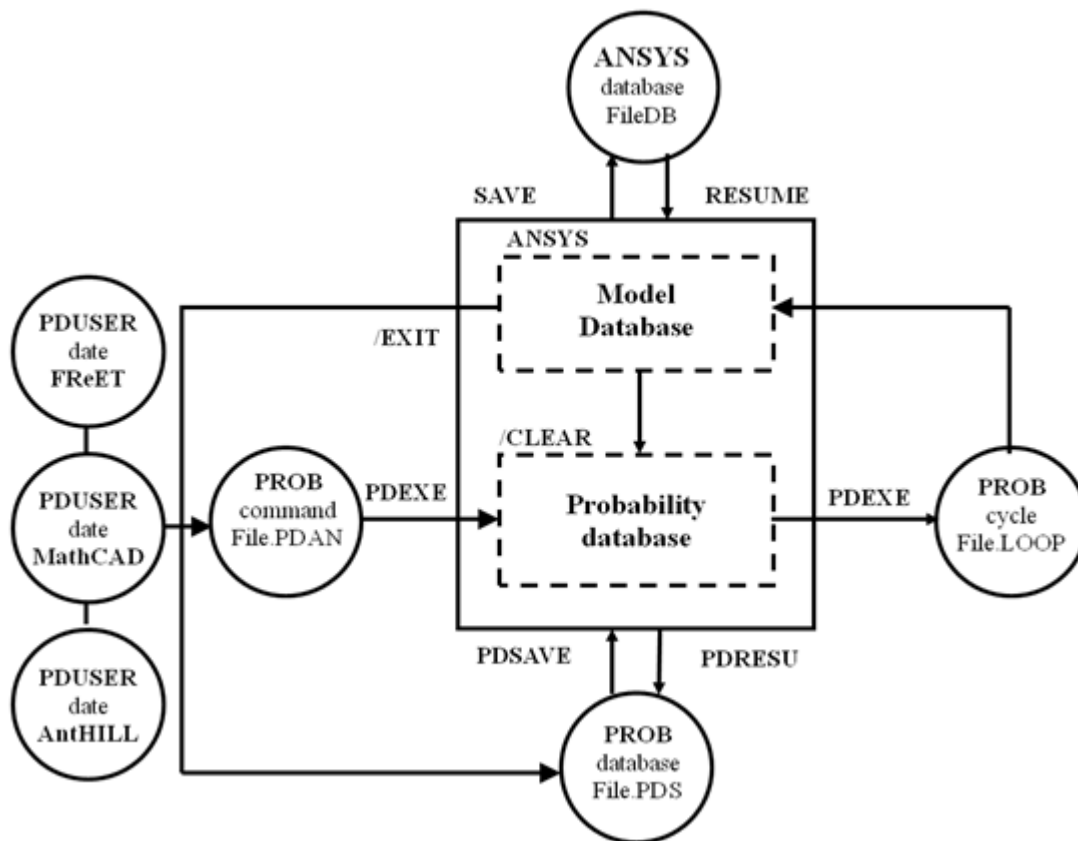 ANSYS
database
FileDB
SAVE
RESUME
ANSYS
Model
Database
/EXIT
PDUSER
date
FReET
/CLEAR
PROB
command
File.PDAN
PDEXE
Probability
database
PDEXE
PROB
cycle
File.LOOP
PDUSER
date
MathCAD
PDSAVE
PDRESU
PDUSER
date
AntHILL
PROB
database
File.PDS